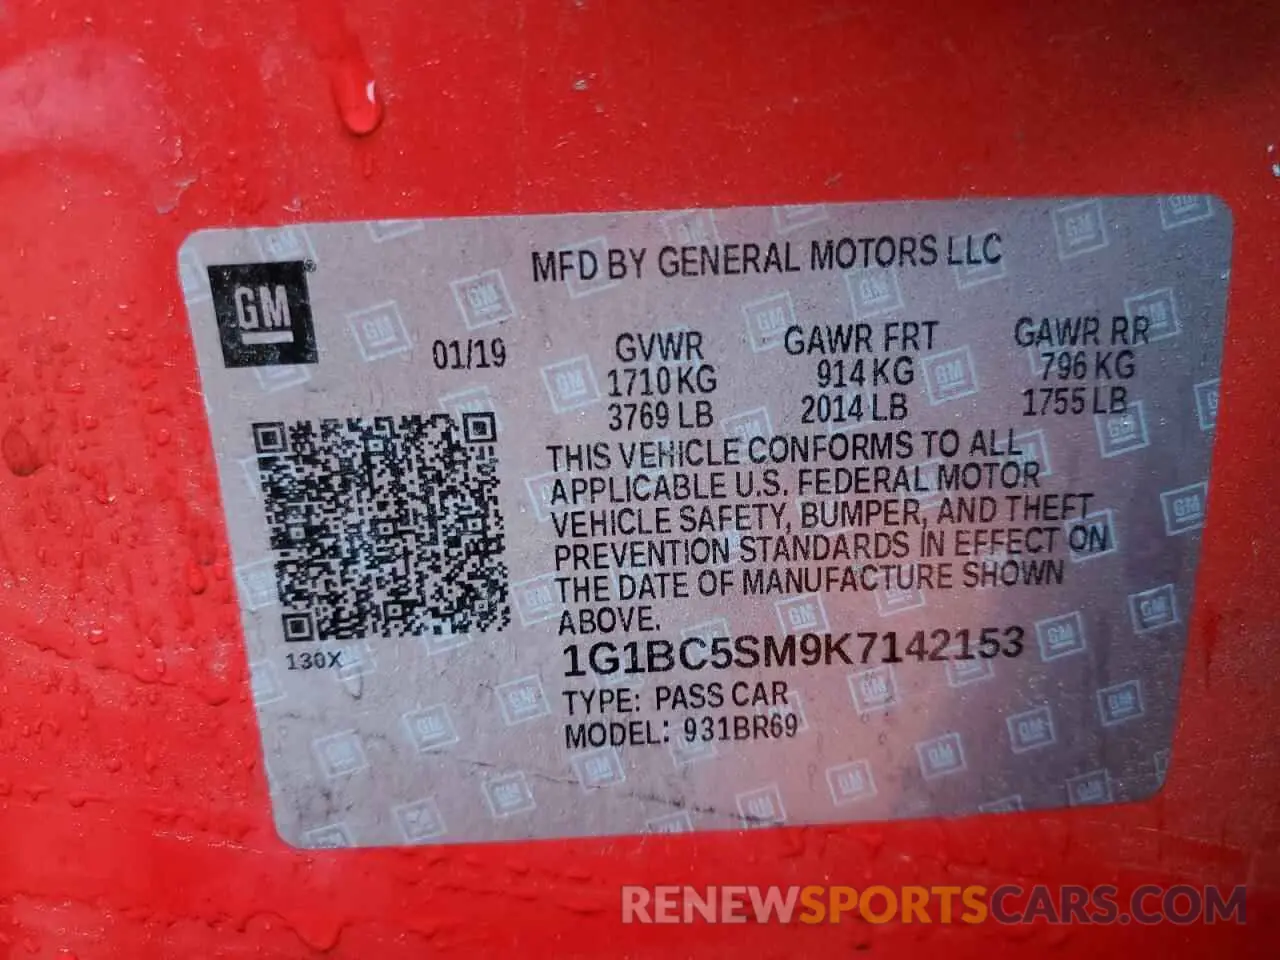 MFD BY GENERAL MOTORS LLC
GM
01/19
GVWR GAWR FRT GAWR RR
1710 KG 914 KG 796 KG
3769 LB 2014 LB 1755 LB
THIS VEHICLE CONFORMS TO ALL
APPLICABLE U.S. FEDERAL MOTOR
VEHICLE SAFETY, BUMPER, AND THEFT
PREVENTION STANDARDS IN EFFECT ON
THE DATE OF MANUFACTURE SHOWN
ABOVE.
130X
1G1BC5SM9K7142153
TYPE: PASS CAR
MODEL: 931BR69
RENEWSPORTSCARS.COM